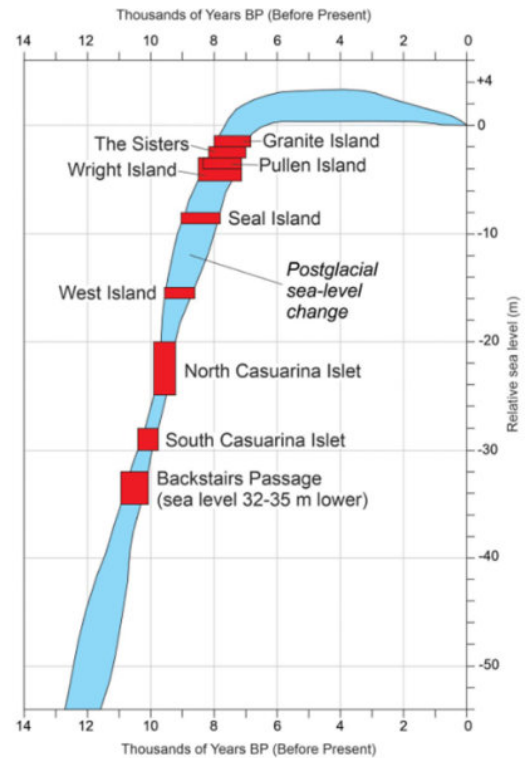 Thousands of Years BP (Before Present)
14 12 10 8 6 4 2 0
+4
0
The Sisters
Granite Island
Wright Island
Pullen Island
Seal Island
-10
Postglacial
sea-level
change
West Island
Relative sea level (m)
-20
North Casuarina Islet
South Casuarina Islet
-30
Backstairs Passage
(sea level 32-35 m lower)
-40
-50
14 12 10 8 6 4 2 0
Thousands of Years BP (Before Present)